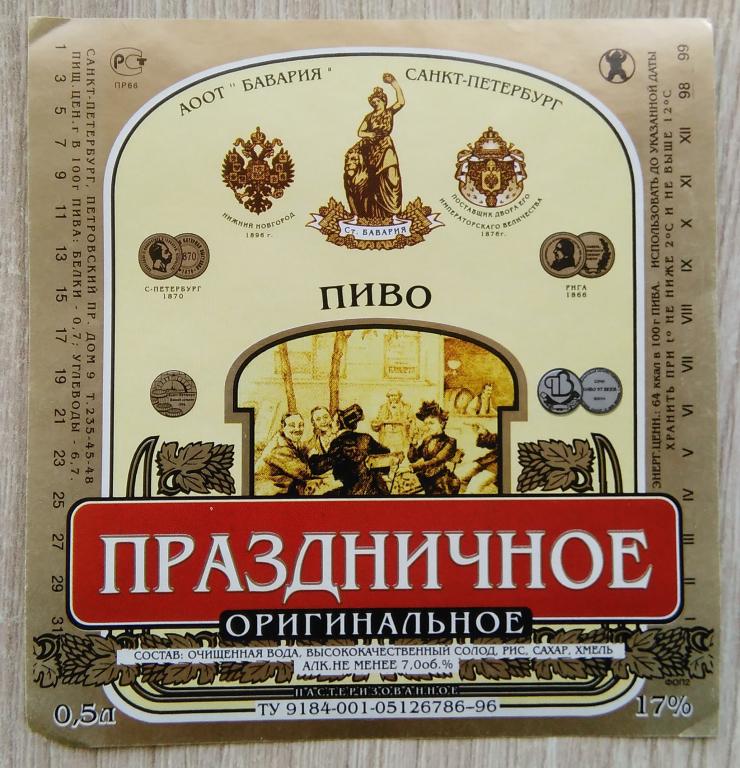 АООТ "БАВАРИЯ" САНКТ-ПЕТЕРБУРГ
РСТ
ПР66
НИЖНИЙ НОВГОРОД
1896 г.
Ст. БАВАРИЯ
ПОСТАВЩИК ДВОРА ЕГО
ИМПЕРАТОРСКАГО ВЕЛИЧЕСТВА
1876г.
С-ПЕТЕРБУРГ
1870
РИГА
1866
ПИВО
ПРАЗДНИЧНОЕ
ОРИГИНАЛЬНОЕ
СОСТАВ: ОЧИЩЕННАЯ ВОДА, ВЫСОКОКАЧЕСТВЕННЫЙ СОЛОД, РИС, САХАР, ХМЕЛЬ
АЛК.НЕ МЕНЕЕ 7,0об.%
ПАСТЕРИЗОВАННОЕ
ФОП2
0,5л
ТУ 9184-001-05126786-96
17%
1 3 5 7 9 11 13 15 17 19 21 23 25 27 29 31
ПИЩ.ЦЕН.г В 100г ПИВА: БЕЛКИ - 0,7; УГЛЕВОДЫ - 6.7.
САНКТ-ПЕТЕРБУРГ, ПЕТРОВСКИЙ ПР. ДОМ 9 Т.235-45-48
ЭНЕРГ.ЦЕНН.: 64 ккал в 100 г ПИВА. ИСПОЛЬЗОВАТЬ ДО УКАЗАННОЙ ДАТЫ
ХРАНИТЬ ПРИ t° НЕ НИЖЕ 2°С И НЕ ВЫШЕ 12°С
I II III IV V VI VII VIII IX X XI XII 98 99